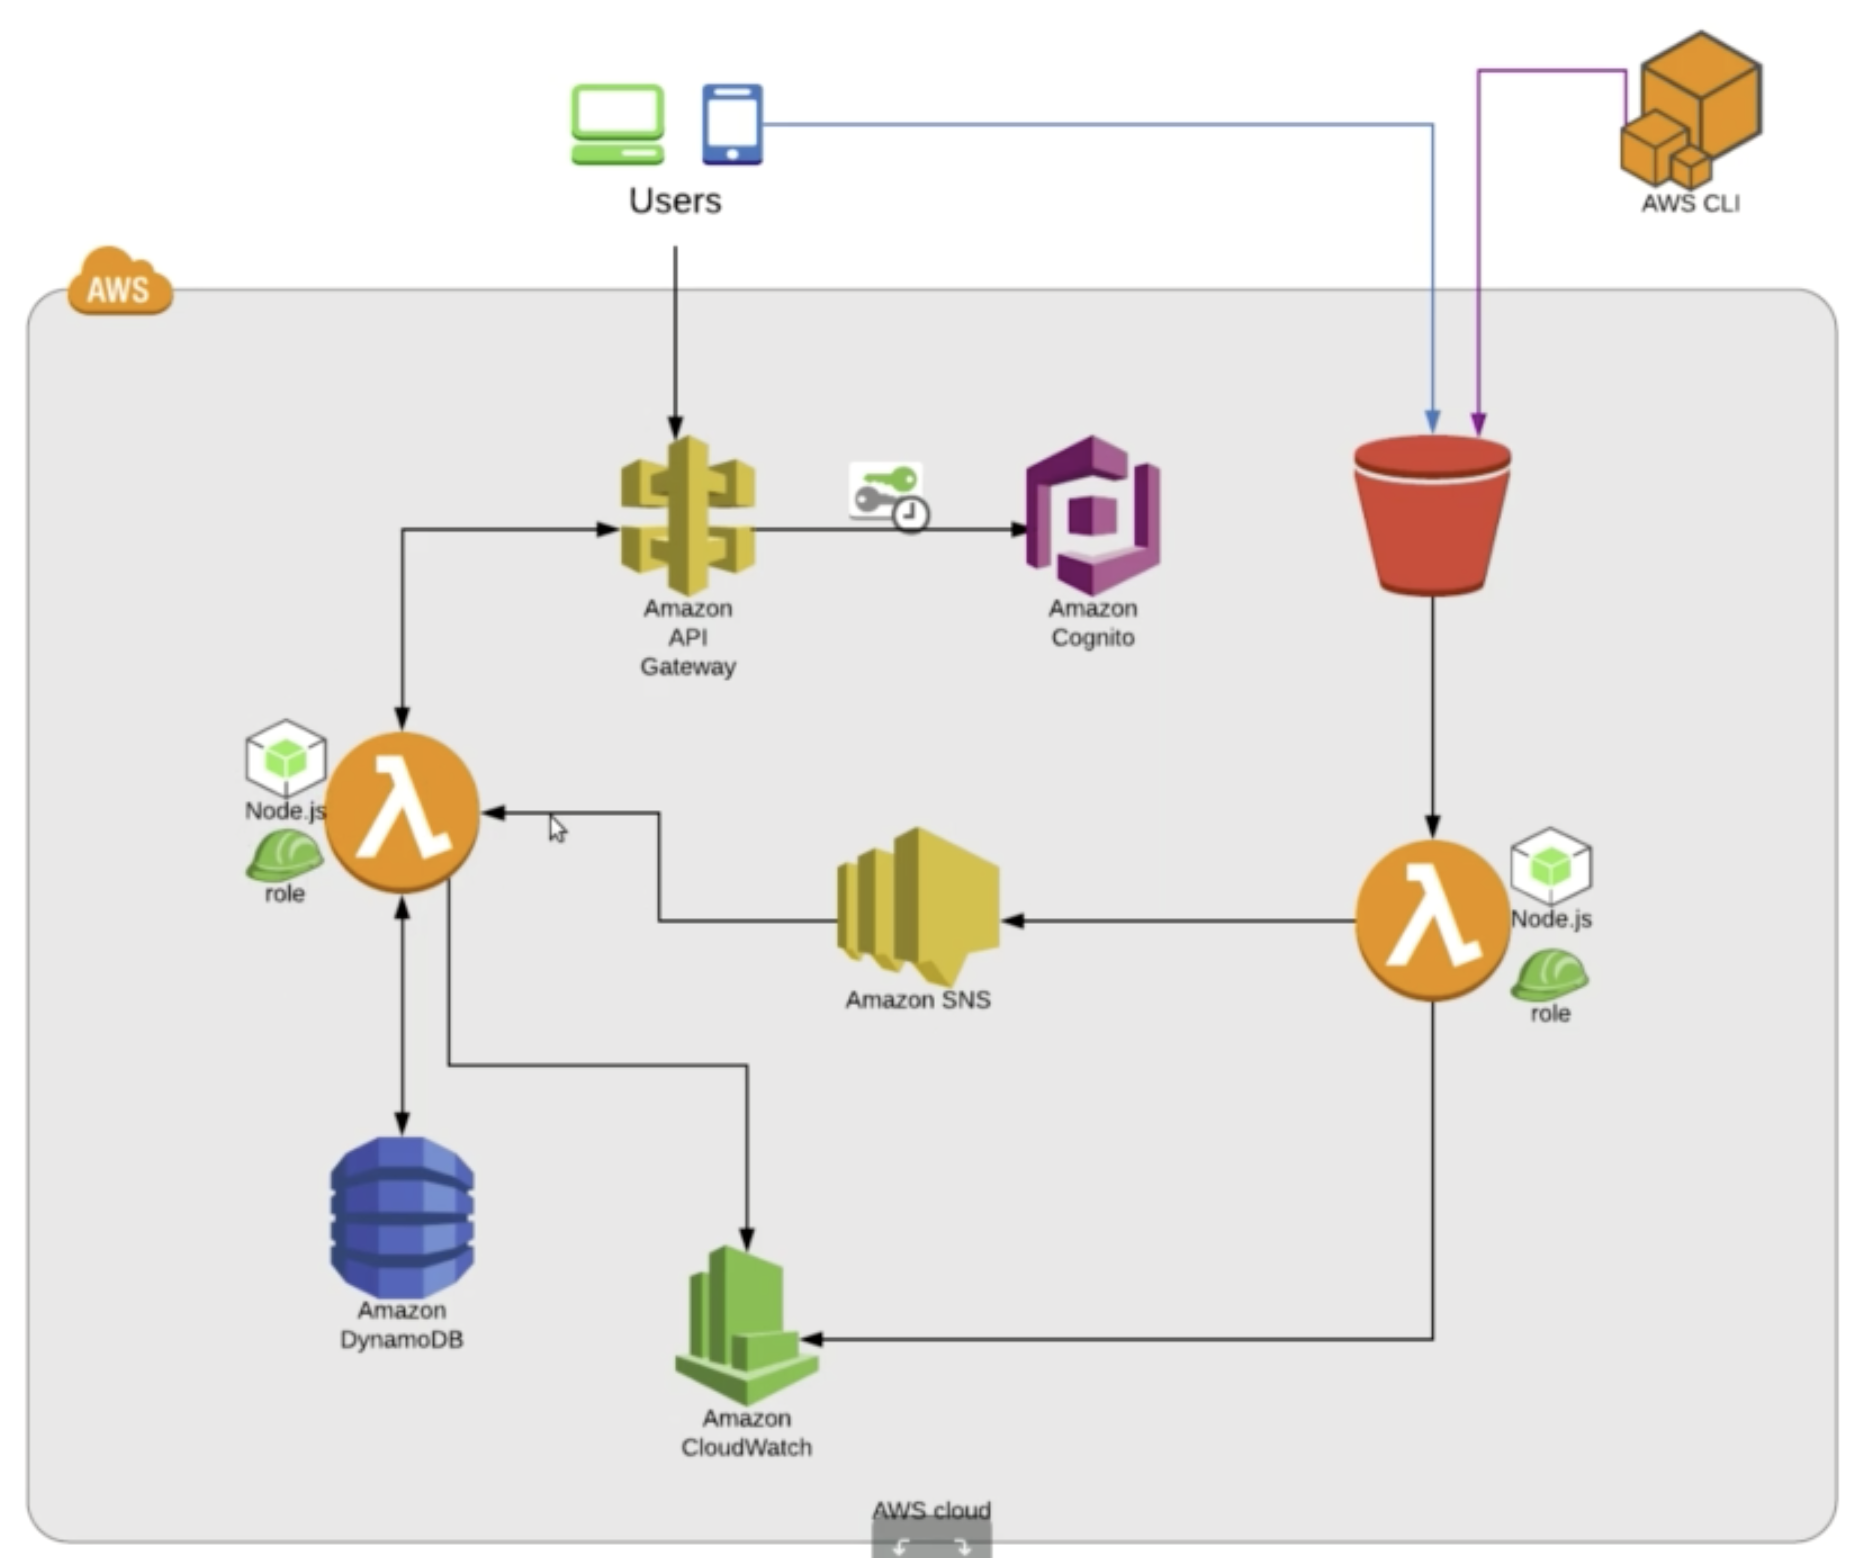 Users
AWS CLI
AWS
Amazon
API
Gateway
Amazon
Cognito
Node.js
role
Amazon SNS
Node.js
role
Amazon
DynamoDB
Amazon
CloudWatch
AWS cloud